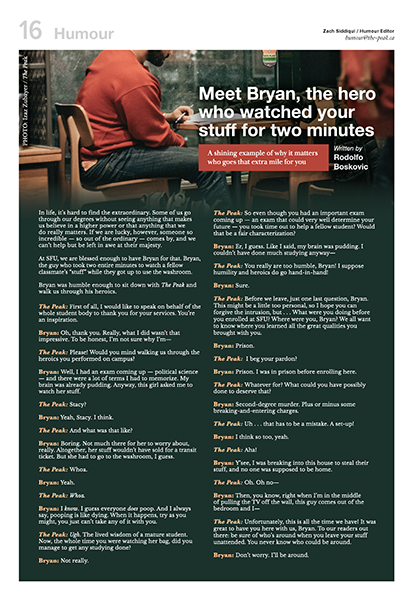 16 Humour
Zach Siddiqui / Humour Editor
humour@the-peak.ca
PHOTO: Izaz Zubayer / The Peak
Meet Bryan, the hero
who watched your
stuff for two minutes
A shining example of why it matters
who goes that extra mile for you
Written by
Rodolfo
Boskovic
In life, it's hard to find the extraordinary. Some of us go
through our degrees without seeing anything that makes
us believe in a higher power or that anything that we
do really matters. If we are lucky, however, someone so
incredible — so out of the ordinary — comes by, and we
can't help but be left in awe at their majesty.
At SFU, we are blessed enough to have Bryan for that. Bryan,
the guy who took two entire minutes to watch a fellow
classmate's "stuff" while they got up to use the washroom.
Bryan was humble enough to sit down with The Peak and
walk us through his heroics.
The Peak: First of all, I would like to speak on behalf of the
whole student body to thank you for your services. You're
an inspiration.
Bryan: Oh, thank you. Really, what I did wasn't that
impressive. To be honest, I'm not sure why I'm—
The Peak: Please! Would you mind walking us through the
heroics you performed on campus?
Bryan: Well, I had an exam coming up — political science
— and there were a lot of terms I had to memorize. My
brain was already pudding. Anyway, this girl asked me to
watch her stuff.
The Peak: Stacy?
Bryan: Yeah, Stacy. I think.
The Peak: And what was that like?
Bryan: Boring. Not much there for her to worry about,
really. Altogether, her stuff wouldn't have sold for a transit
ticket. But she had to go to the washroom, I guess.
The Peak: Whoa.
Bryan: Yeah.
The Peak: Whoa.
Bryan: I know. I guess everyone does poop. And I always
say, pooping is like dying. When it happens, try as you
might, you just can't take any of it with you.
The Peak: Ugh. The lived wisdom of a mature student.
Now, the whole time you were watching her bag, did you
manage to get any studying done?
Bryan: Not really.
The Peak: So even though you had an important exam
coming up — an exam that could very well determine your
future — you took time out to help a fellow student? Would
that be a fair characterization?
Bryan: Er, I guess. Like I said, my brain was pudding. I
couldn't have done much studying anyway—
The Peak: You really are too humble, Bryan! I suppose
humility and heroics do go hand-in-hand!
Bryan: Sure.
The Peak: Before we leave, just one last question, Bryan.
This might be a little too personal, so I hope you can
forgive the intrusion, but . . . What were you doing before
you enrolled at SFU? Where were you, Bryan? We all want
to know where you learned all the great qualities you
brought with you.
Bryan: Prison.
The Peak: I beg your pardon?
Bryan: Prison. I was in prison before enrolling here.
The Peak: Whatever for? What could you have possibly
done to deserve that?
Bryan: Second-degree murder. Plus or minus some
breaking-and-entering charges.
The Peak: Uh . . . that has to be a mistake. A set-up!
Bryan: I think so too, yeah.
The Peak: Aha!
Bryan: Y'see, I was breaking into this house to steal their
stuff, and no one was supposed to be home.
The Peak: Oh. Oh no—
Bryan: Then, you know, right when I'm in the middle
of pulling the TV off the wall, this guy comes out of the
bedroom and I—
The Peak: Unfortunately, this is all the time we have! It was
great to have you here with us, Bryan. To our readers out
there: be sure of who's around when you leave your stuff
unattended. You never know who could be around.
Bryan: Don't worry. I'll be around.